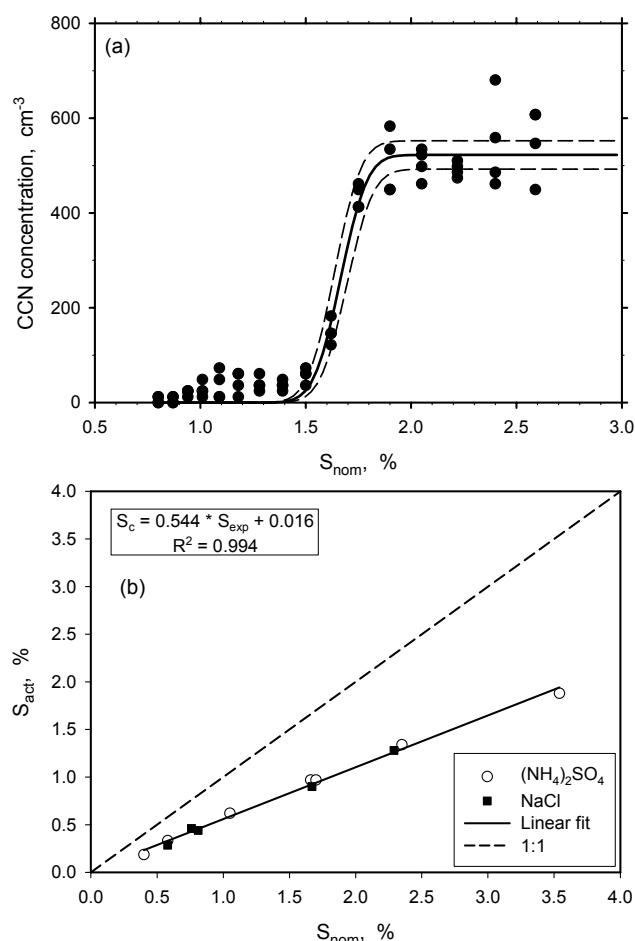 (a)
CCN concentration, cm⁻³
800
600
400
200
0
0.5 1.0 1.5 2.0 2.5 3.0
Sₙₒₘ, %
(b)
S_c = 0.544 * S_exp + 0.016
R² = 0.994
S_act, %
4.0
3.5
3.0
2.5
2.0
1.5
1.0
0.5
0.0
(NH₄)₂SO₄
NaCl
Linear fit
1:1
0.0 0.5 1.0 1.5 2.0 2.5 3.0 3.5 4.0
Sₙₒₘ, %